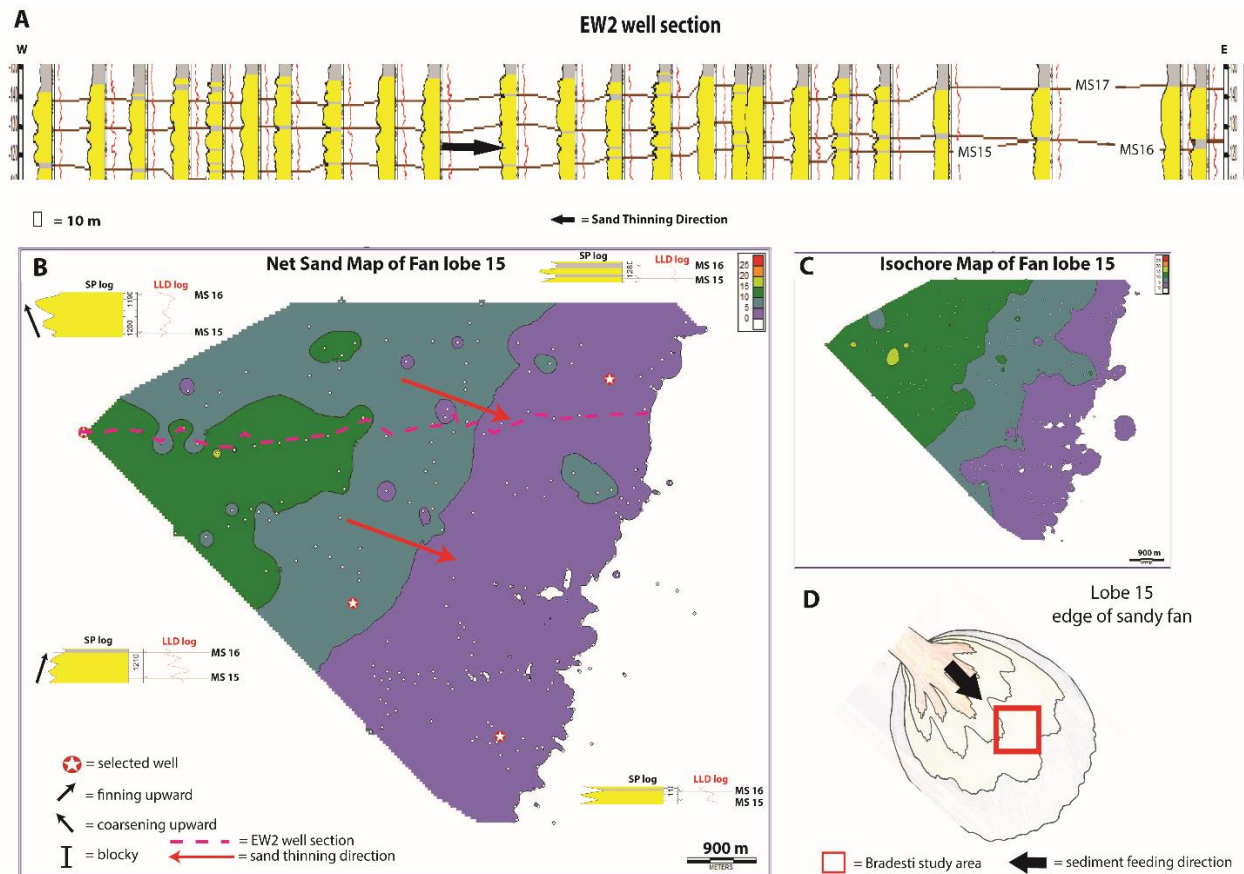 A
EW2 well section
W
E
MS17
MS15
MS16
= 10 m
= Sand Thinning Direction
B
Net Sand Map of Fan lobe 15
SP log
LLD log
MS 16
MS 15
1190
1200
SP log
LLD log
MS 16
MS 15
25
20
15
10
5
0
SP log
LLD log
1210
MS 16
MS 15
SP log
LLD log
MS 16
MS 15
= selected well
= finning upward
= coarsening upward
= blocky
= EW2 well section
= sand thinning direction
900 m
METERS
C
Isochore Map of Fan lobe 15
900 m
D
Lobe 15
edge of sandy fan
= Bradesti study area
= sediment feeding direction